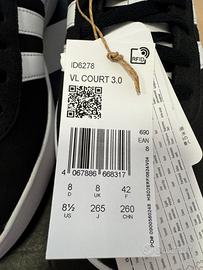 RFID
ID6278
VL COURT 3.0
690
EAN
8
4 067886 668317
8 8 42
D UK F
8½ 265 260
US J CHN